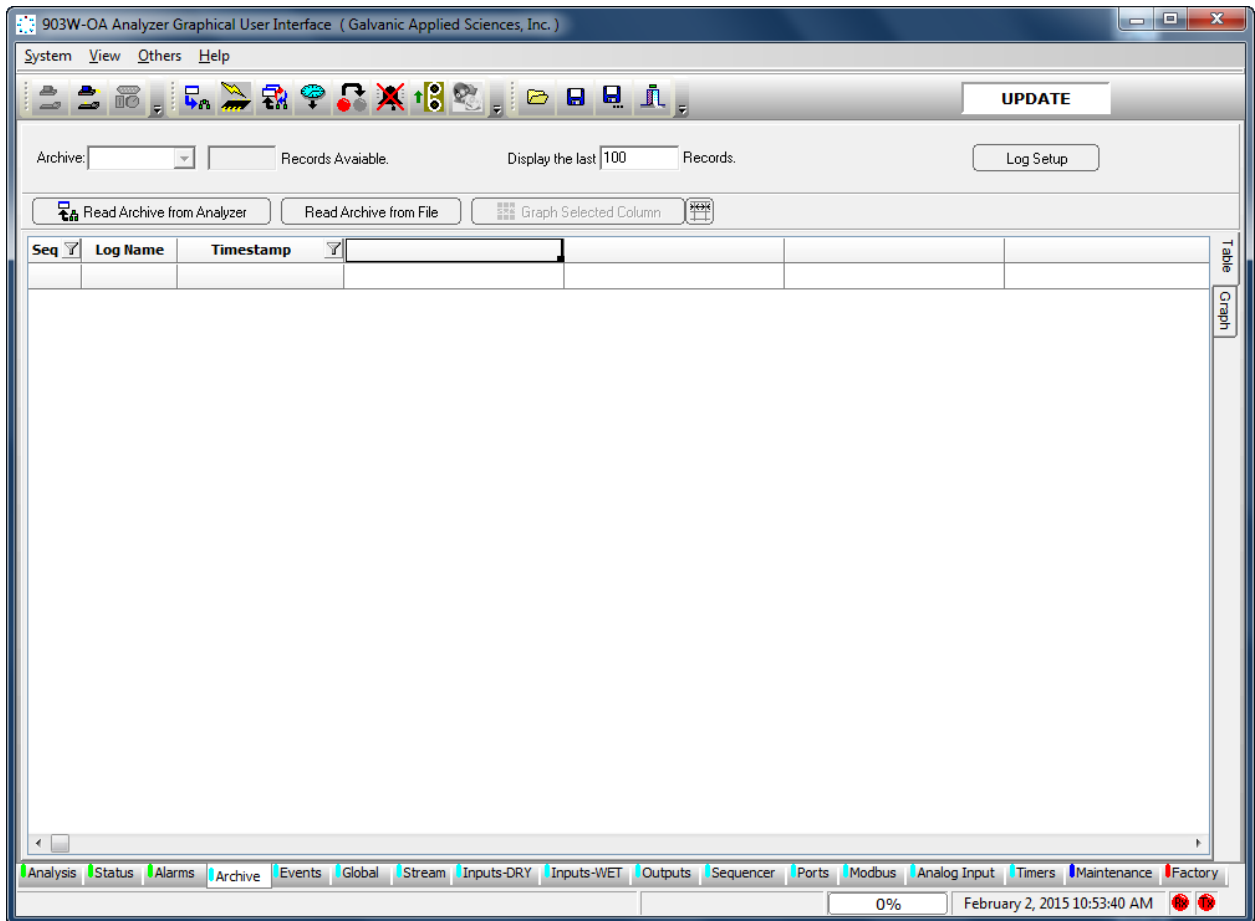 903W-OA Analyzer Graphical User Interface ( Galvanic Applied Sciences, Inc. )
System View Others Help
UPDATE
Archive: Records Avaiable. Display the last 100 Records. Log Setup
Read Archive from Analyzer Read Archive from File Graph Selected Column
Seq Log Name Timestamp
Table
Graph
Analysis Status Alarms Archive Events Global Stream Inputs-DRY Inputs-WET Outputs Sequencer Ports Modbus Analog Input Timers Maintenance Factory
0% February 2, 2015 10:53:40 AM Rx Tx